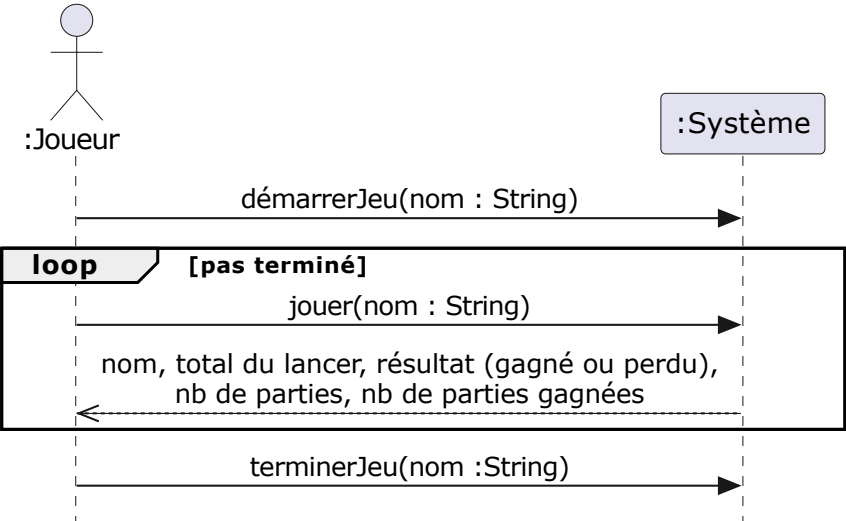 :Joueur
:Système
démarrerJeu(nom : String)
loop
[pas terminé]
jouer(nom : String)
nom, total du lancer, résultat (gagné ou perdu),
nb de parties, nb de parties gagnées
terminerJeu(nom :String)